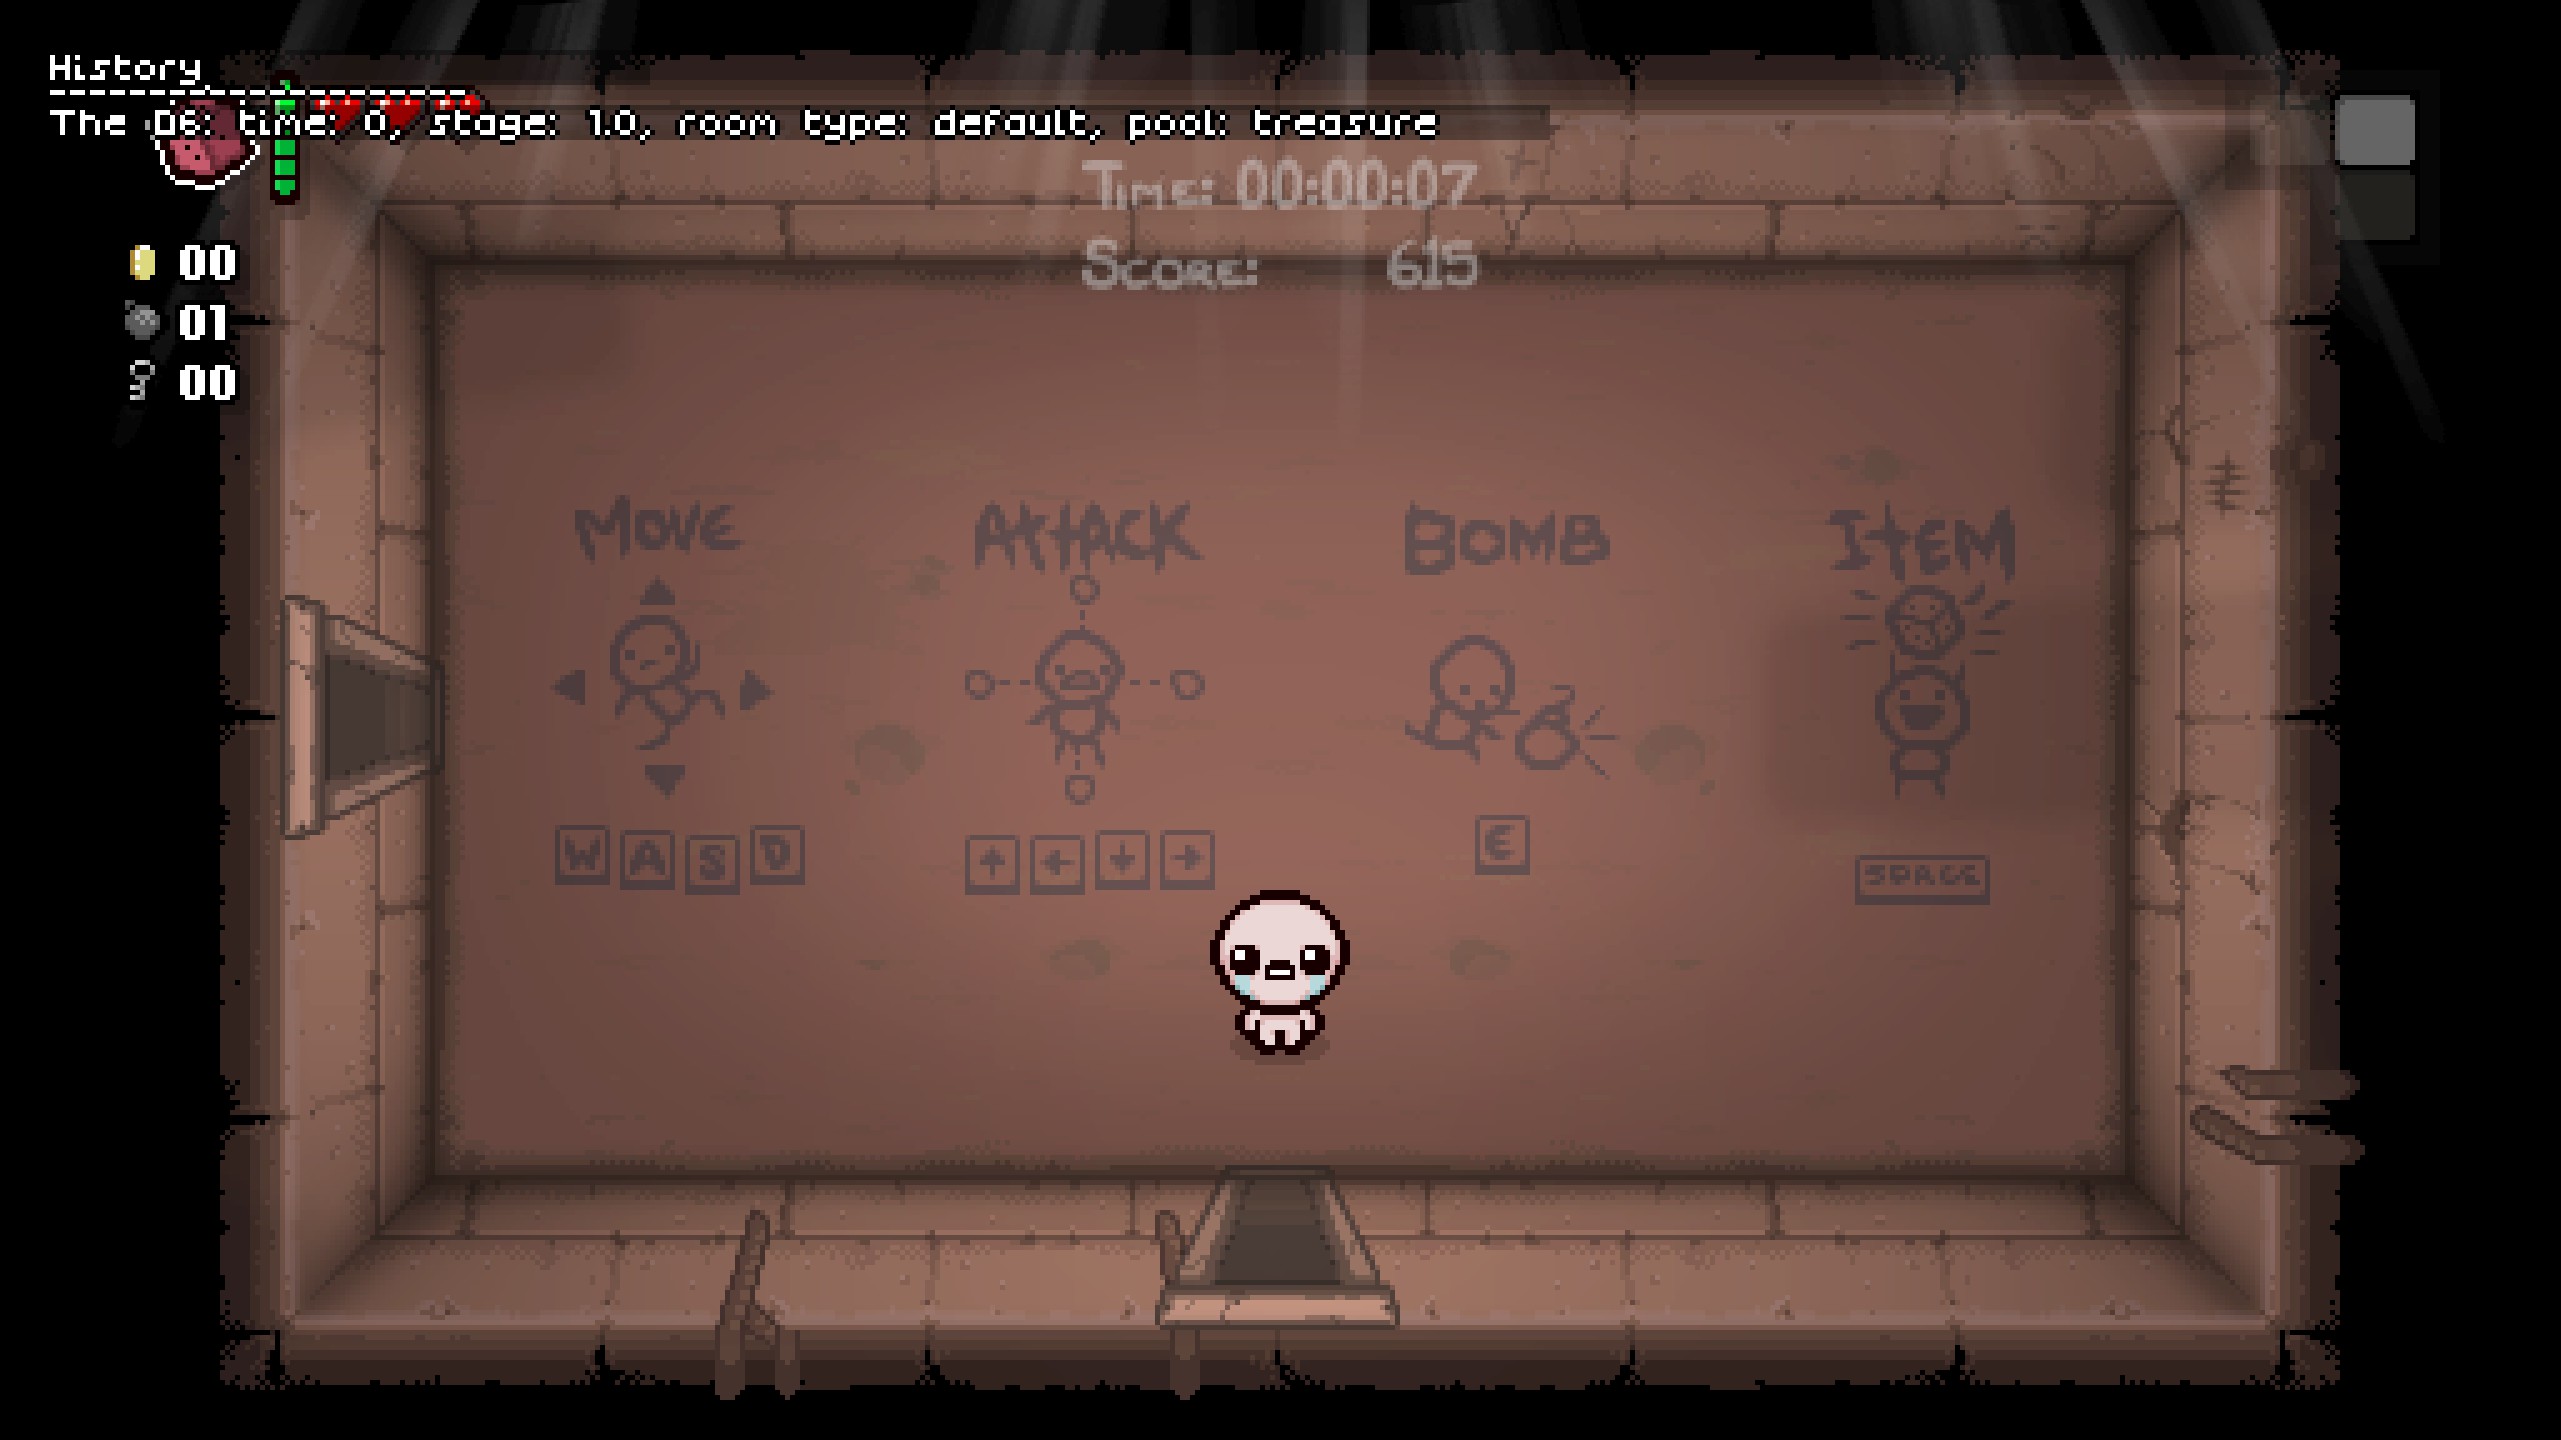 History
The D6: time: 0, stage: 1.0, room type: default, pool: treasure
Time: 00:00:07
Score: 615
00
01
00
MOVE
ATTACK
BOMB
ITEM
W A S D
E
SPACE